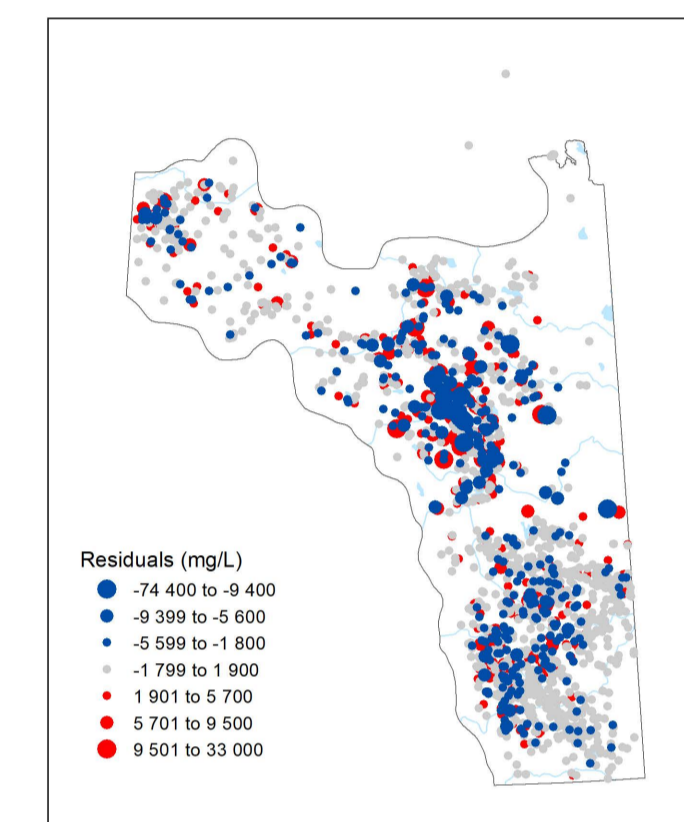 Residuals (mg/L)
-74 400 to -9 400
-9 399 to -5 600
-5 599 to -1 800
-1 799 to 1 900
1 901 to 5 700
5 701 to 9 500
9 501 to 33 000